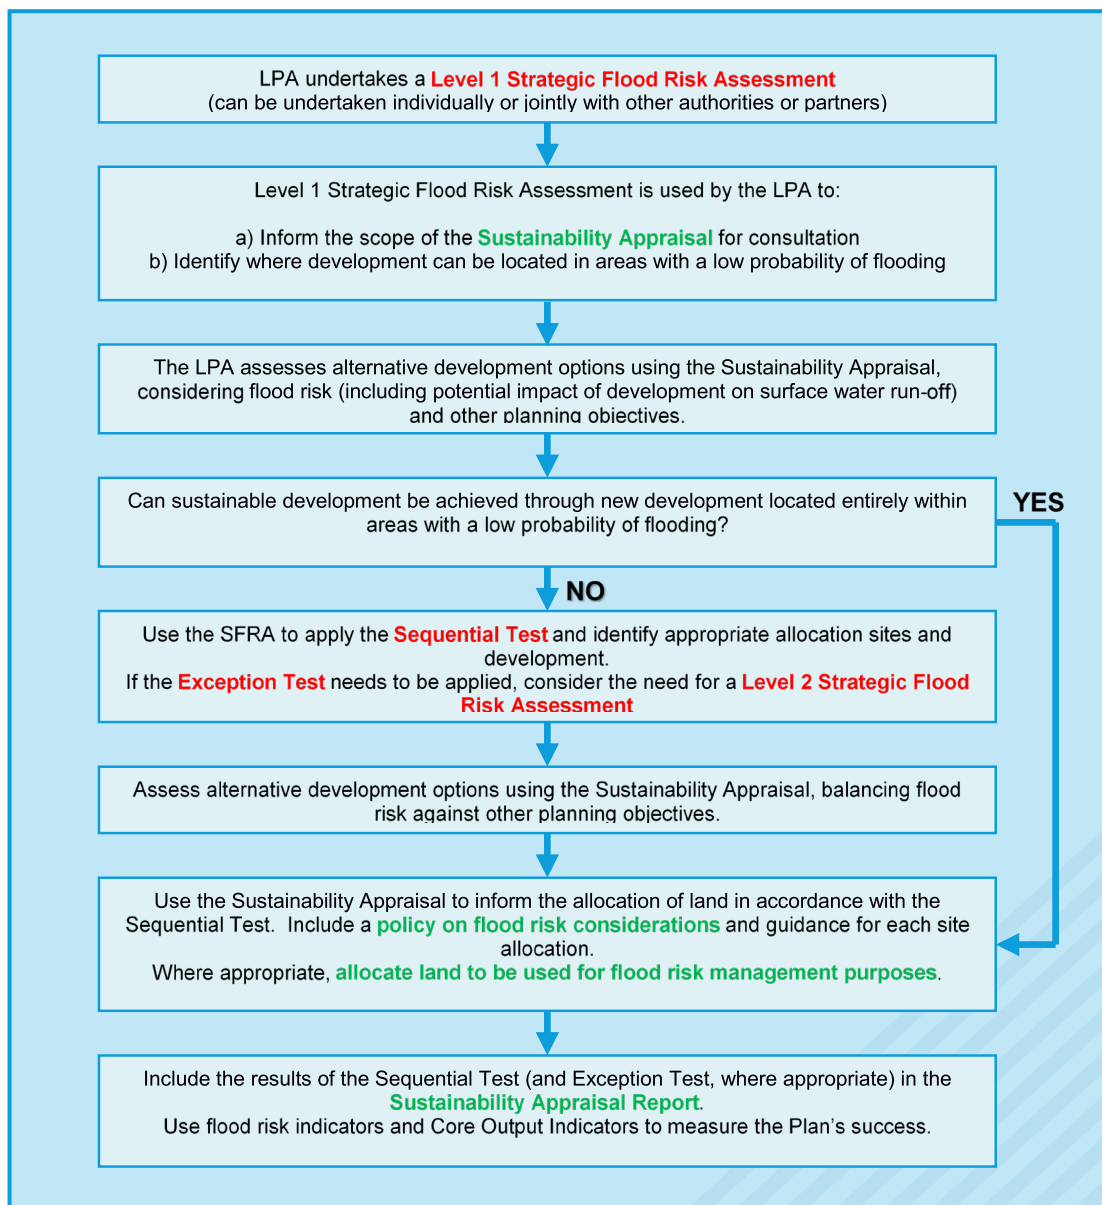 LPA undertakes a Level 1 Strategic Flood Risk Assessment
(can be undertaken individually or jointly with other authorities or partners)
Level 1 Strategic Flood Risk Assessment is used by the LPA to:
a) Inform the scope of the Sustainability Appraisal for consultation
b) Identify where development can be located in areas with a low probability of flooding
The LPA assesses alternative development options using the Sustainability Appraisal,
considering flood risk (including potential impact of development on surface water run-off)
and other planning objectives.
Can sustainable development be achieved through new development located entirely within
areas with a low probability of flooding?
YES
NO
Use the SFRA to apply the Sequential Test and identify appropriate allocation sites and
development.
If the Exception Test needs to be applied, consider the need for a Level 2 Strategic Flood
Risk Assessment
Assess alternative development options using the Sustainability Appraisal, balancing flood
risk against other planning objectives.
Use the Sustainability Appraisal to inform the allocation of land in accordance with the
Sequential Test.  Include a policy on flood risk considerations and guidance for each site
allocation.
Where appropriate, allocate land to be used for flood risk management purposes.
Include the results of the Sequential Test (and Exception Test, where appropriate) in the
Sustainability Appraisal Report.
Use flood risk indicators and Core Output Indicators to measure the Plan's success.